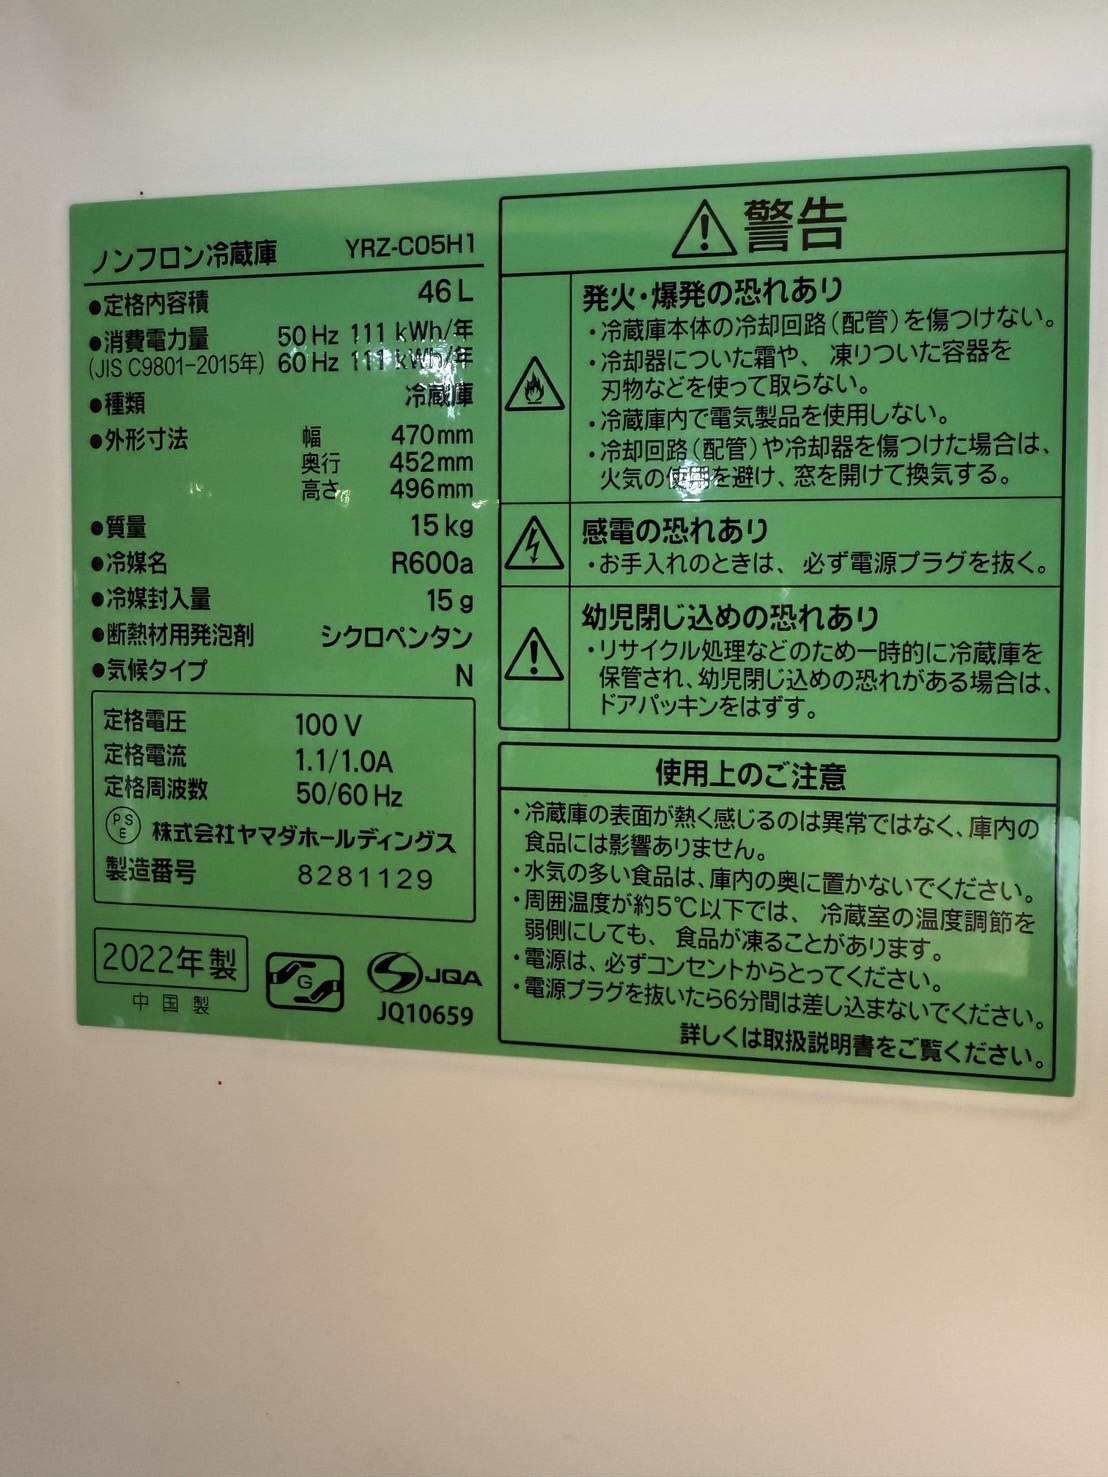 ノンフロン冷蔵庫 YRZ-C05H1
●定格内容積 46L
●消費電力量 50Hz 111kWh/年
(JIS C9801-2015年) 60Hz 111kWh/年
●種類 冷蔵庫
●外形寸法 幅 470mm
奥行 452mm
高さ 496mm
●質量 15kg
●冷媒名 R600a
●冷媒封入量 15g
●断熱材用発泡剤 シクロペンタン
●気候タイプ N
定格電圧 100V
定格電流 1.1/1.0A
定格周波数 50/60Hz
PSE 株式会社ヤマダホールディングス
製造番号 8281129
2022年製
中国製
G
JQA
JQ10659
警告
発火・爆発の恐れあり
・冷蔵庫本体の冷却回路(配管)を傷つけない。
・冷却器についた霜や、凍りついた容器を
刃物などを使って取らない。
・冷蔵庫内で電気製品を使用しない。
・冷却回路(配管)や冷却器を傷つけた場合は、
火気の使用を避け、窓を開けて換気する。
感電の恐れあり
・お手入れのときは、必ず電源プラグを抜く。
幼児閉じ込めの恐れあり
・リサイクル処理などのため一時的に冷蔵庫を
保管され、幼児閉じ込めの恐れがある場合は、
ドアパッキンをはずす。
使用上のご注意
・冷蔵庫の表面が熱く感じるのは異常ではなく、庫内の
食品には影響ありません。
・水気の多い食品は、庫内の奥に置かないでください。
・周囲温度が約5℃以下では、冷蔵室の温度調節を
弱側にしても、食品が凍ることがあります。
・電源は、必ずコンセントからとってください。
・電源プラグを抜いたら6分間は差し込まないでください。
詳しくは取扱説明書をご覧ください。